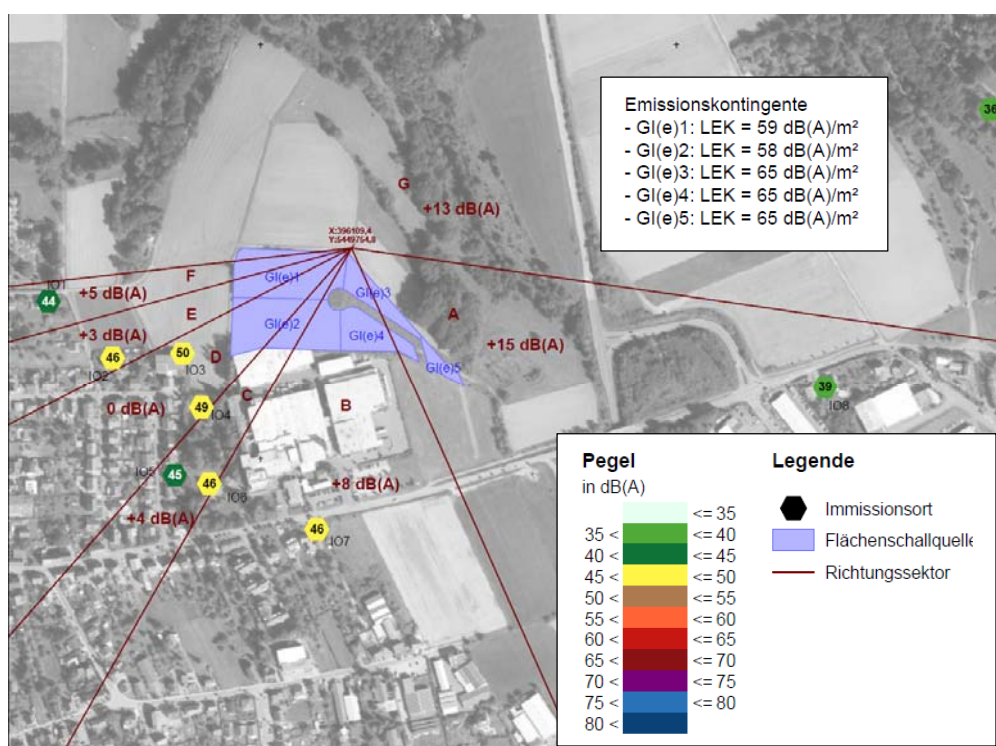 Emissionskontingente
- GI(e)1: LEK = 59 dB(A)/m²
- GI(e)2: LEK = 58 dB(A)/m²
- GI(e)3: LEK = 65 dB(A)/m²
- GI(e)4: LEK = 65 dB(A)/m²
- GI(e)5: LEK = 65 dB(A)/m²
36
G
+13 dB(A)
X:396109,4
Y:5449754,8
IO1
44
F
+5 dB(A)
GI(e)1
GI(e)3
E
A
+3 dB(A)
GI(e)2
GI(e)4
+15 dB(A)
46
IO2
50
IO3
D
GI(e)5
39
IO8
0 dB(A)
49
IO4
C
B
IO5
45
46
IO6
+8 dB(A)
+4 dB(A)
46
IO7
Pegel
in dB(A)
<= 35
35 < <= 40
40 < <= 45
45 < <= 50
50 < <= 55
55 < <= 60
60 < <= 65
65 < <= 70
70 < <= 75
75 < <= 80
80 <
Legende
Immissionsort
Flächenschallquelle
Richtungssektor